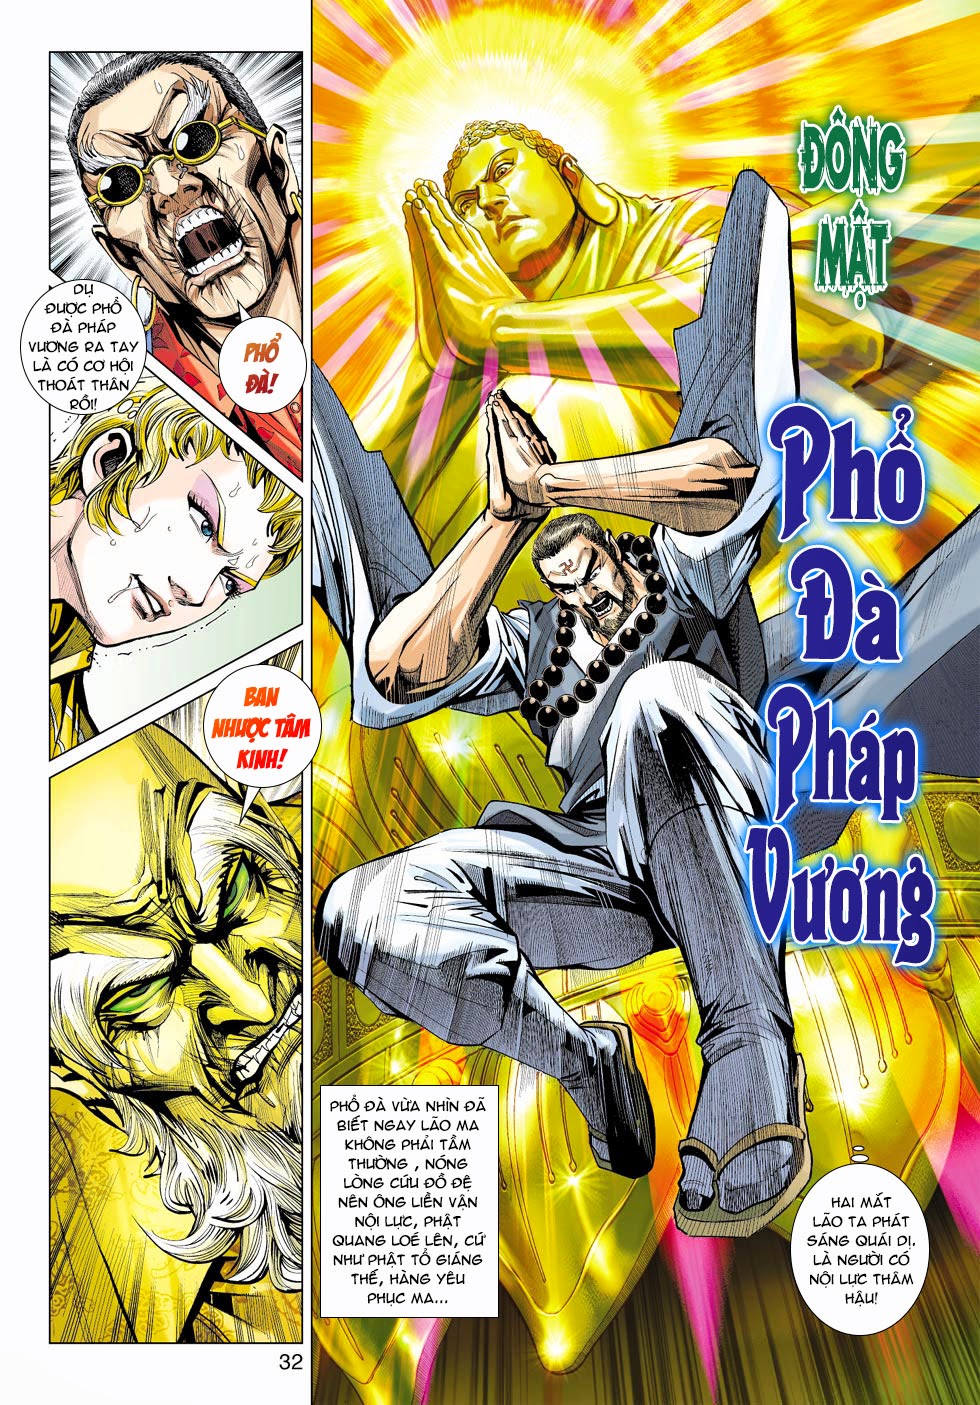 DỤ
ĐƯỢC PHỔ
ĐÀ PHÁP
VƯƠNG RA TAY
LÀ CÓ CƠ HỘI
THOÁT THÂN
RỒI!
PHỔ
ĐÀ!
BAN
NHƯỢC TÂM
KINH!
ĐÔNG
MẬT
Phổ
Đà
Pháp
Vương
PHỔ ĐÀ VỪA NHÌN ĐÃ
BIẾT NGAY LÃO MA
KHÔNG PHẢI TẦM
THƯỜNG , NÓNG
LÒNG CỨU ĐỒ ĐỆ
NÊN ÔNG LIỀN VẬN
NỘI LỰC, PHẬT
QUANG LOÉ LÊN, CỨ
NHƯ PHẬT TỔ GIÁNG
THẾ, HÀNG YÊU
PHỤC MA...
HAI MẮT
LÃO TA PHÁT
SÁNG QUÁI DỊ.
LÀ NGƯỜI CÓ
NỘI LỰC THÂM
HẬU!
32